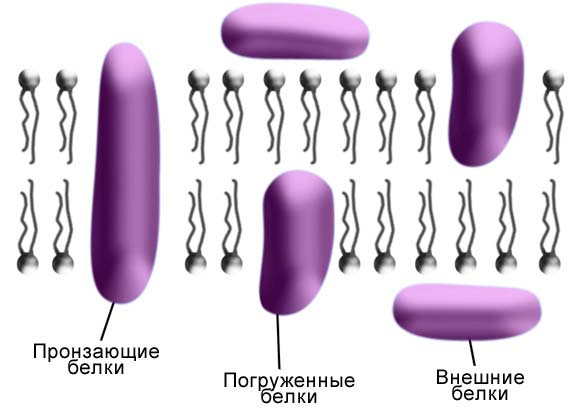 Пронзающие
белки
Погруженные
белки
Внешние
белки